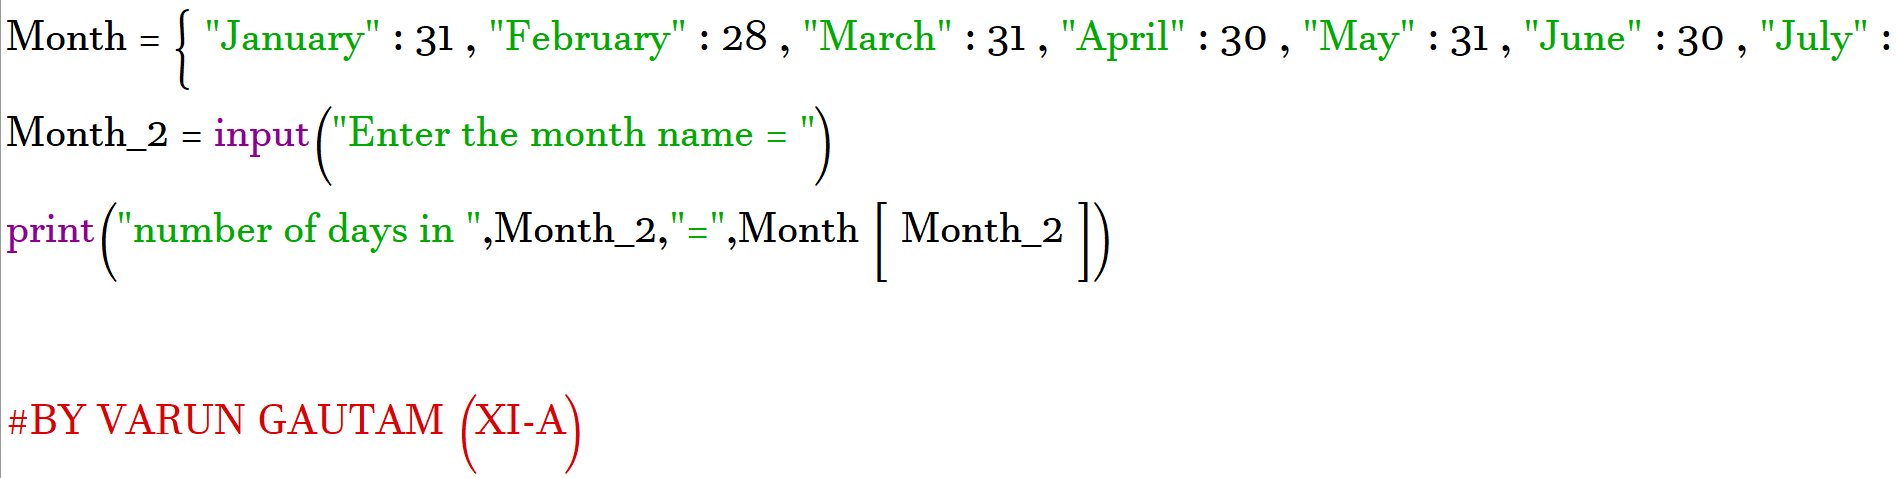 Month = { "January" : 31 , "February" : 28 , "March" : 31 , "April" : 30 , "May" : 31 , "June" : 30 , "July" :
Month_2 = input("Enter the month name = ")
print("number of days in ",Month_2,"=",Month [ Month_2 ])
#BY VARUN GAUTAM (XI-A)